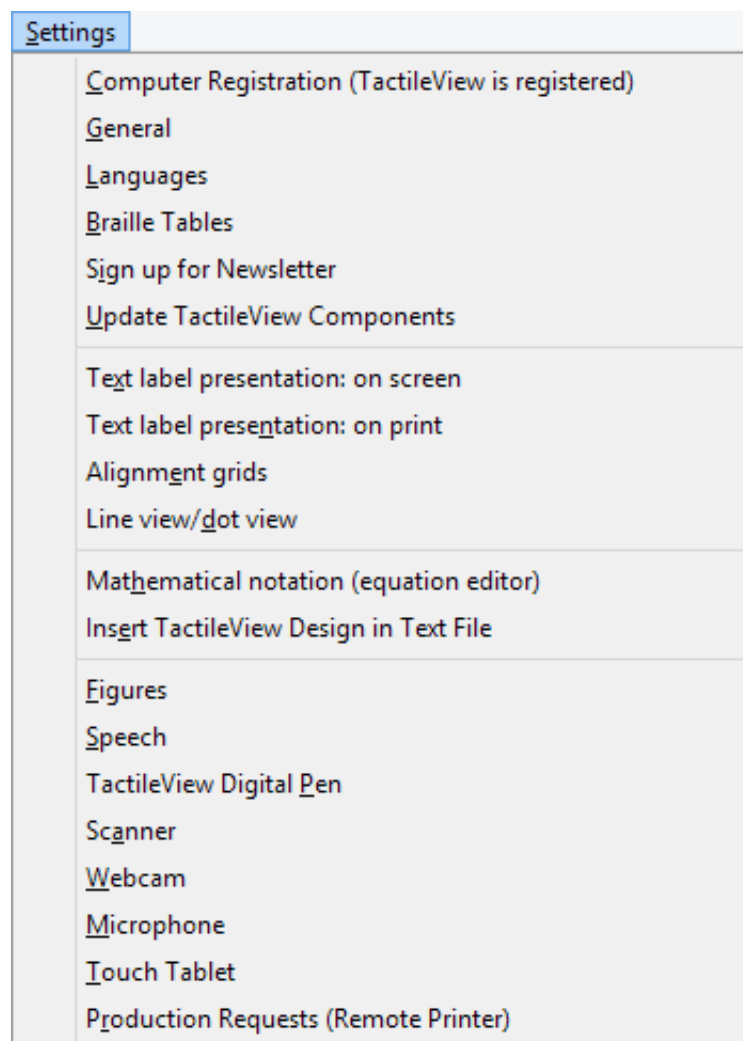 Settings
Computer Registration (TactileView is registered)
General
Languages
Braille Tables
Sign up for Newsletter
Update TactileView Components
Text label presentation: on screen
Text label presentation: on print
Alignment grids
Line view/dot view
Mathematical notation (equation editor)
Insert TactileView Design in Text File
Figures
Speech
TactileView Digital Pen
Scanner
Webcam
Microphone
Touch Tablet
Production Requests (Remote Printer)